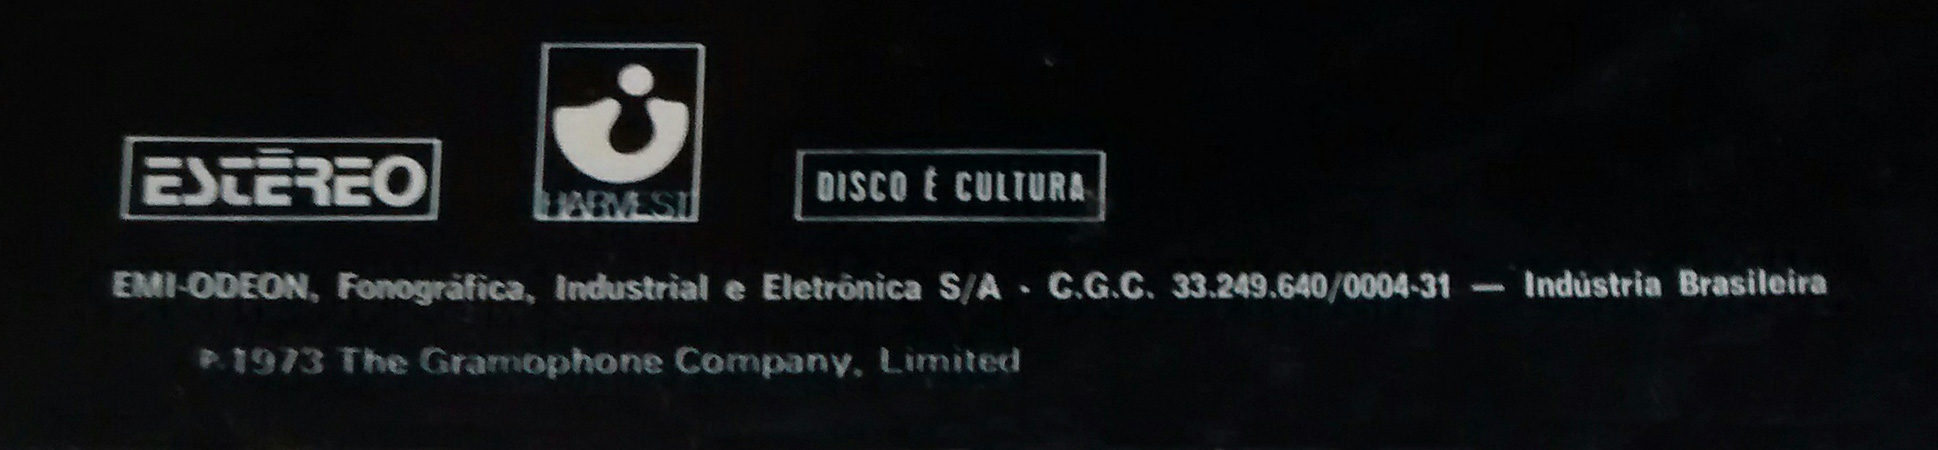 ESTÉREO
HARVEST
DISCO É CULTURA
EMI-ODEON, Fonográfica, Industrial e Eletrônica S/A - C.G.C. 33.249.640/0004-31 — Indústria Brasileira
℗ 1973 The Gramophone Company, Limited